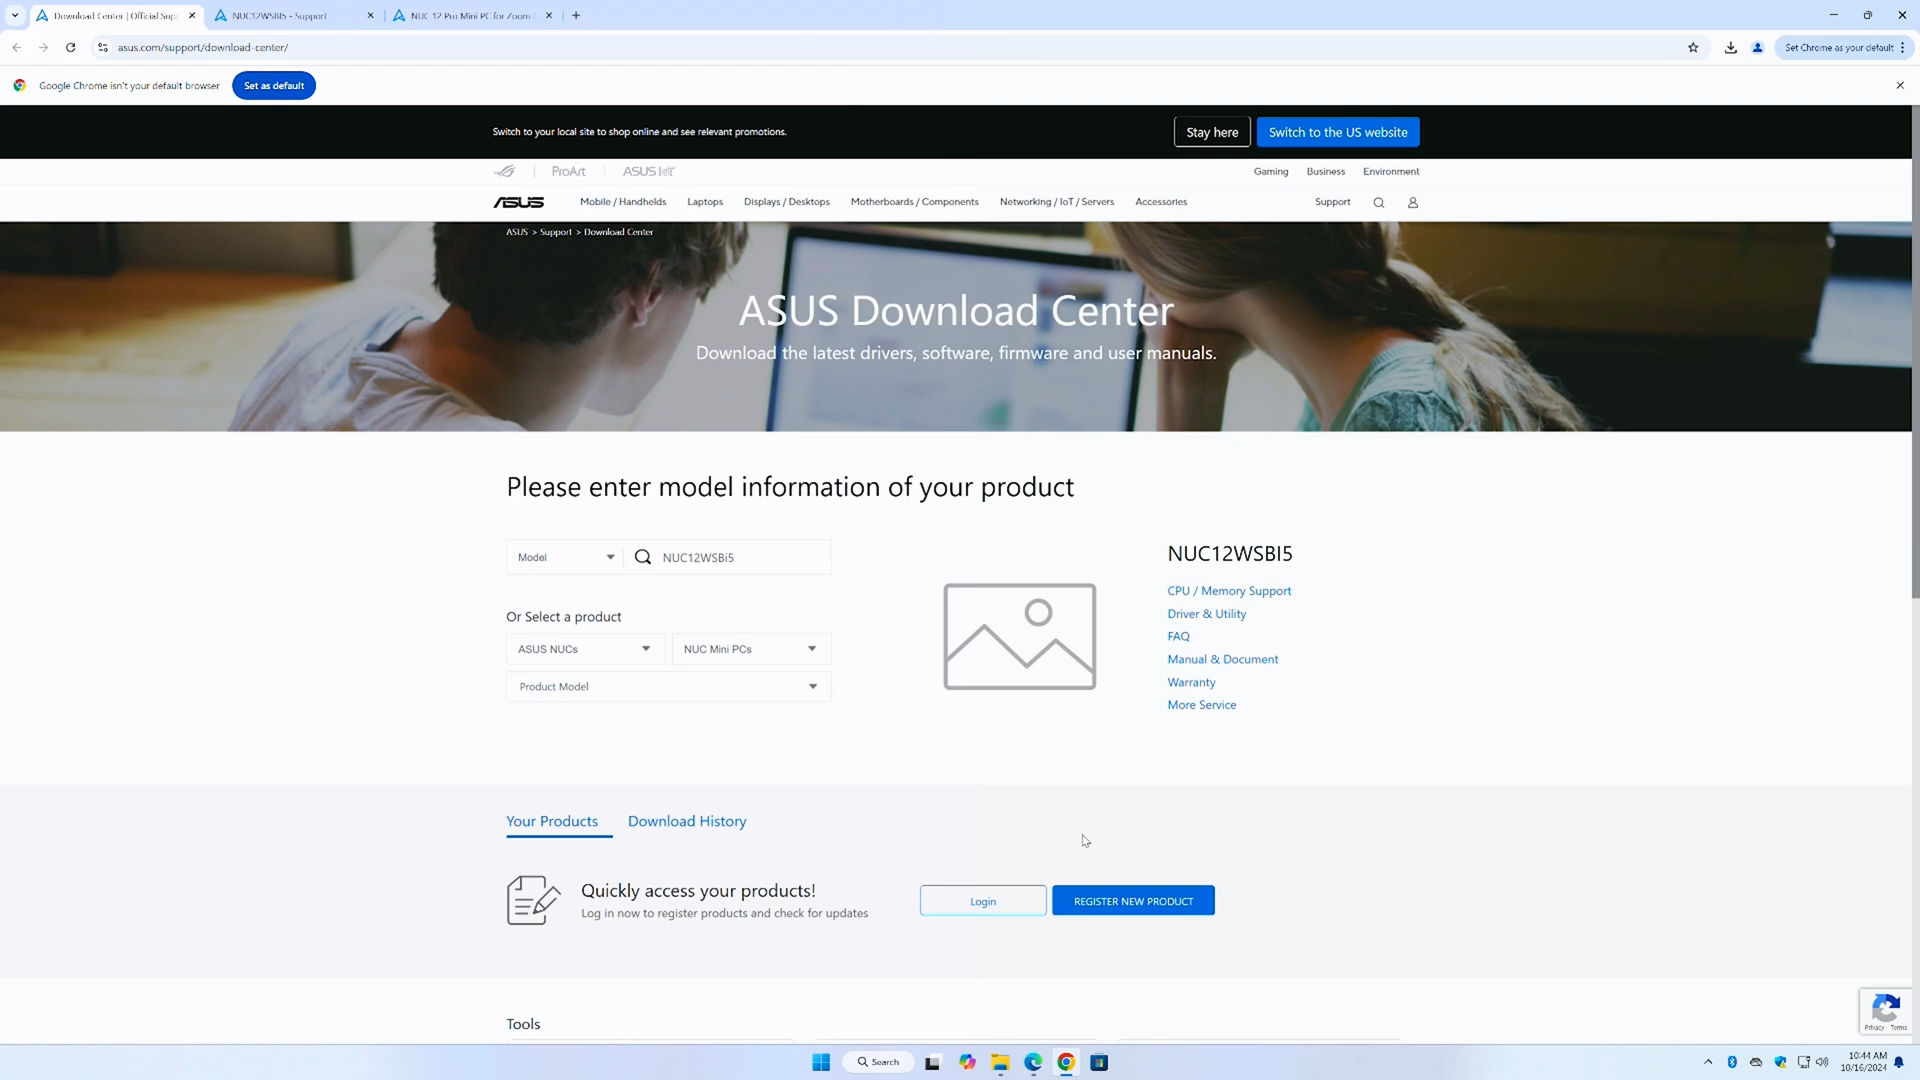 Download Center | Official Supp
NUC12WSBI5 - Support
NUC 12 Pro Mini PC for Zoom
asus.com/support/download-center/
Set Chrome as your default
Google Chrome isn't your default browser
Set as default
Switch to your local site to shop online and see relevant promotions.
Stay here
Switch to the US website
ProArt
ASUS IoT
Gaming
Business
Environment
ASUS
Mobile / Handhelds
Laptops
Displays / Desktops
Motherboards / Components
Networking / IoT / Servers
Accessories
Support
ASUS > Support > Download Center
ASUS Download Center
Download the latest drivers, software, firmware and user manuals.
Please enter model information of your product
Model
NUC12WSBi5
Or Select a product
ASUS NUCs
NUC Mini PCs
Product Model
NUC12WSBI5
CPU / Memory Support
Driver & Utility
FAQ
Manual & Document
Warranty
More Service
Your Products
Download History
Quickly access your products!
Log in now to register products and check for updates
Login
REGISTER NEW PRODUCT
Tools
Privacy - Terms
Search
10:44 AM
10/16/2024